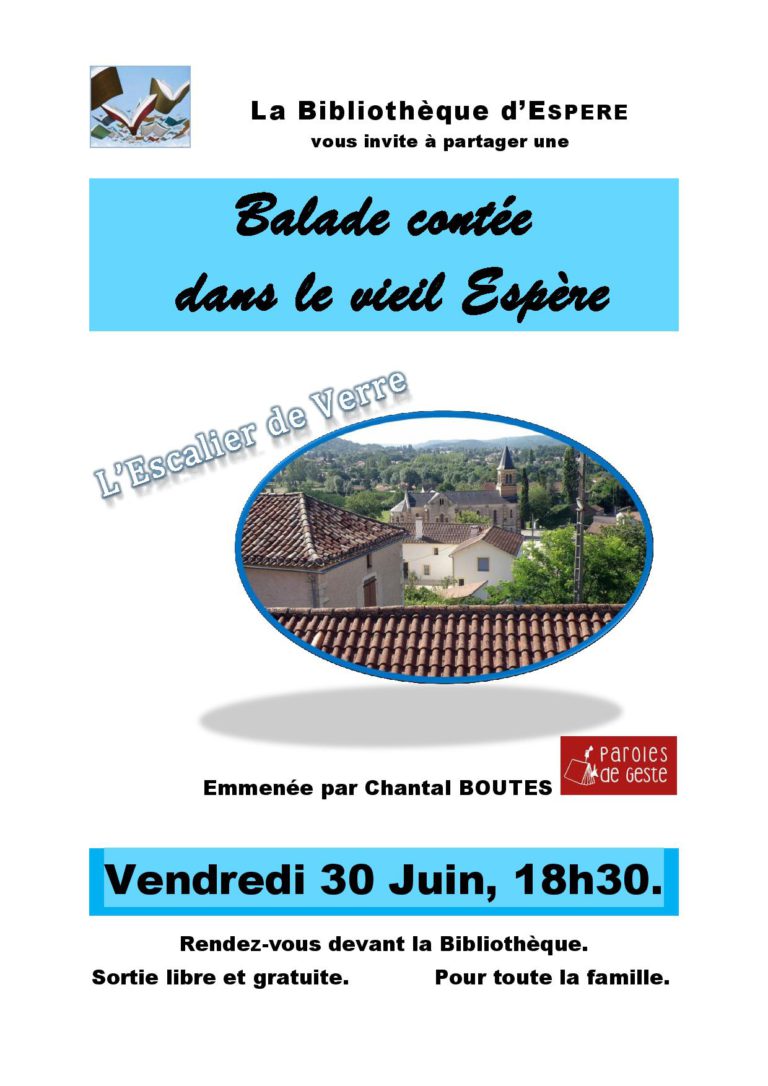 La Bibliothèque d’ESPERE
vous invite à partager une
Balade contée
dans le vieil Espère
L’Escalier de Verre
PAROLES
DE GESTE
Emmenée par Chantal BOUTES
Vendredi 30 Juin, 18h30.
Rendez-vous devant la Bibliothèque.
Sortie libre et gratuite. Pour toute la famille.